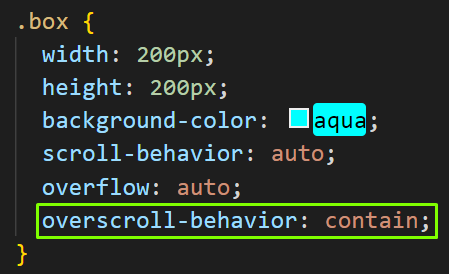 .box {
width: 200px;
height: 200px;
background-color: aqua;
scroll-behavior: auto;
overflow: auto;
overscroll-behavior: contain;
}